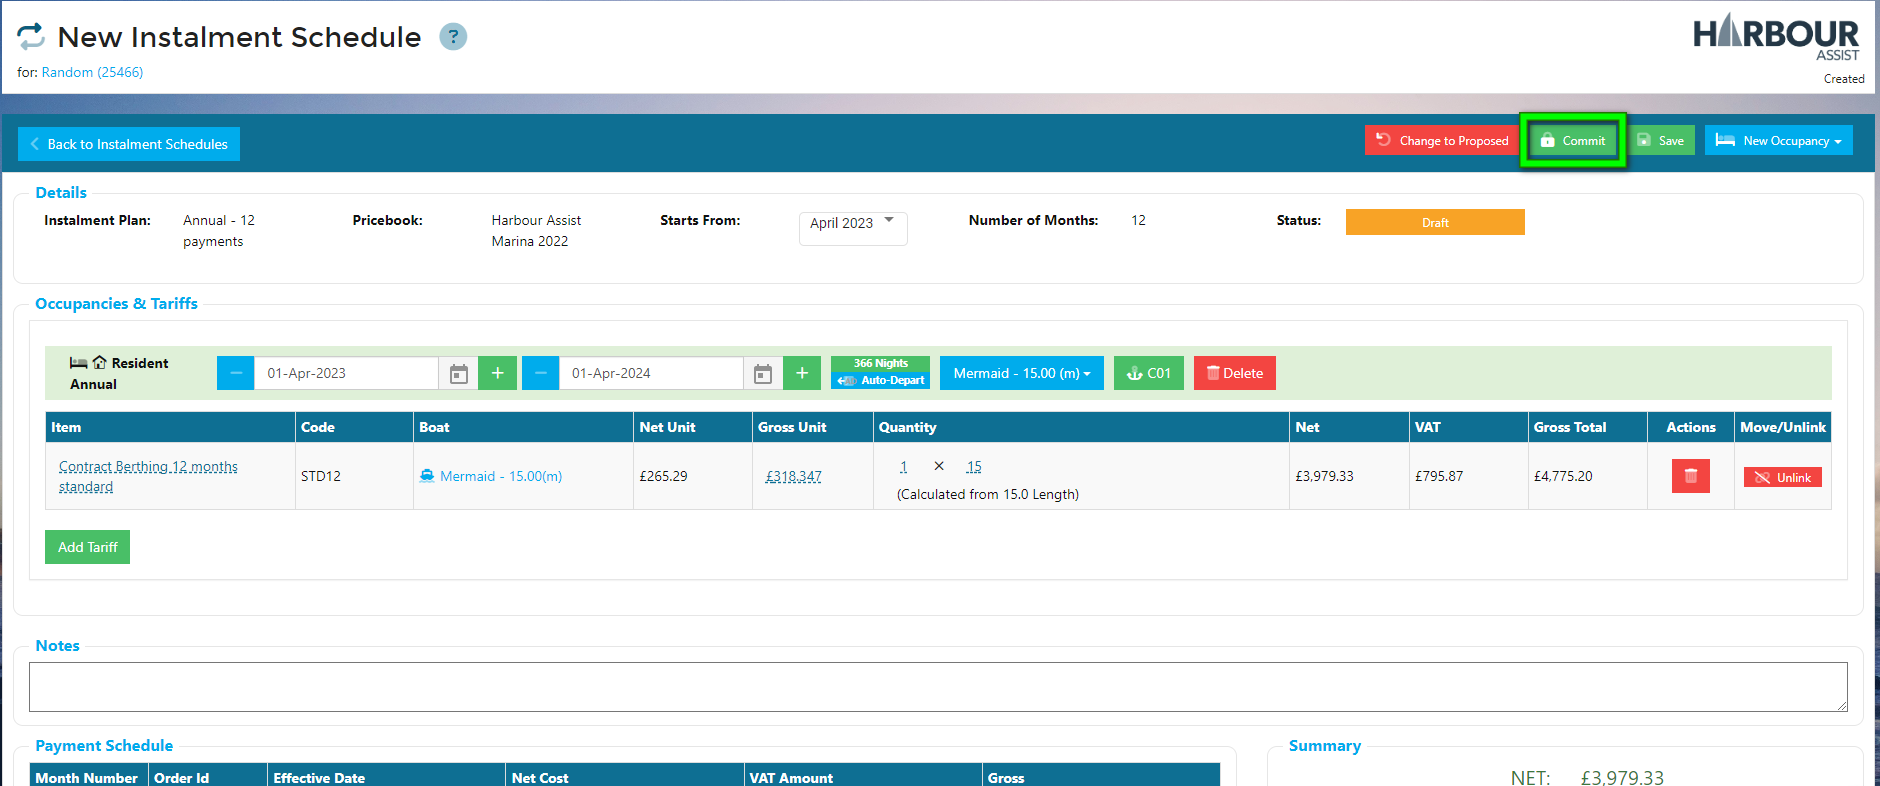 New Instalment Schedule ?
HARBOUR
ASSIST
for: Random (25466)
Created
Back to Instalment Schedules
Change to Proposed
Commit
Save
New Occupancy
Details
Instalment Plan: Annual - 12 payments
Pricebook: Harbour Assist Marina 2022
Starts From: April 2023
Number of Months: 12
Status: Draft
Occupancies & Tariffs
Resident Annual
− 01-Apr-2023 +
− 01-Apr-2024 +
366 Nights
Auto-Depart
Mermaid - 15.00 (m)
C01
Delete
Item Code Boat Net Unit Gross Unit Quantity Net VAT Gross Total Actions Move/Unlink
Contract Berthing 12 months standard STD12 Mermaid - 15.00(m) £265.29 £318.347 1 × 15 £3,979.33 £795.87 £4,775.20 Unlink
(Calculated from 15.0 Length)
Add Tariff
Notes
Payment Schedule
Month Number Order Id Effective Date Net Cost VAT Amount Gross
Summary
NET: £3,979.33